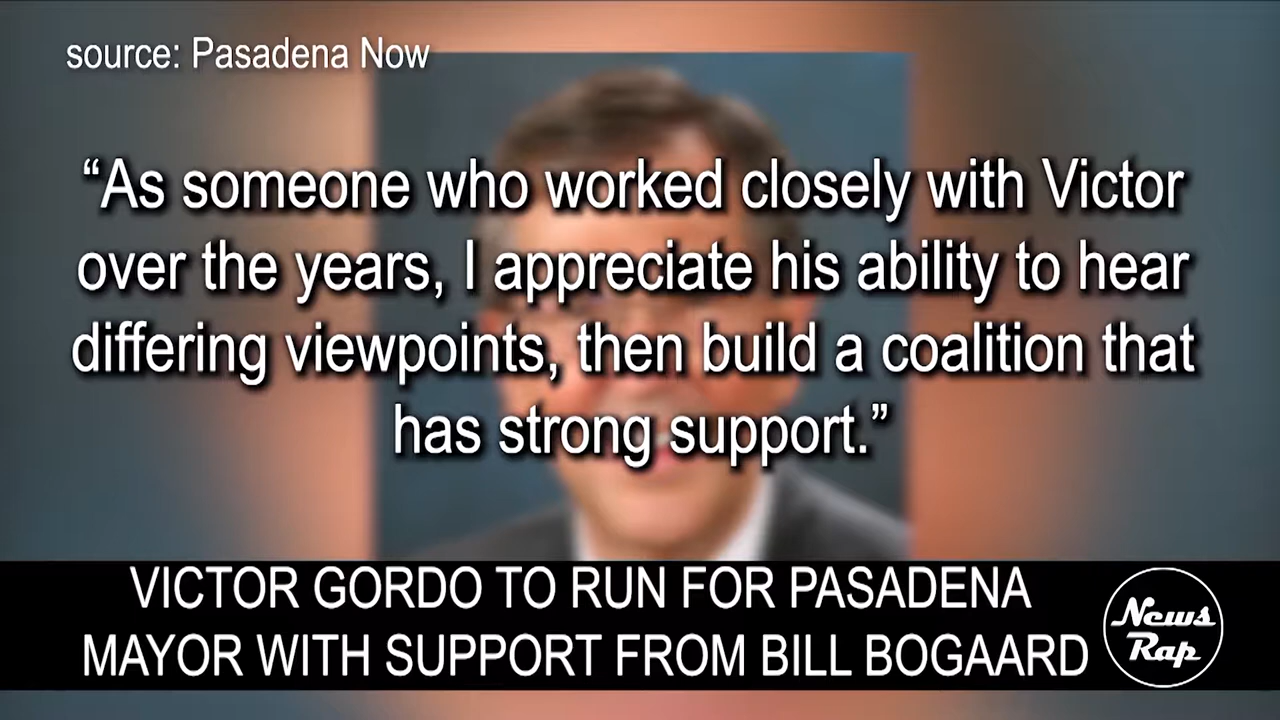 source: Pasadena Now
“As someone who worked closely with Victor
over the years, I appreciate his ability to hear
differing viewpoints, then build a coalition that
has strong support.”
VICTOR GORDO TO RUN FOR PASADENA
MAYOR WITH SUPPORT FROM BILL BOGAARD
News
Rap